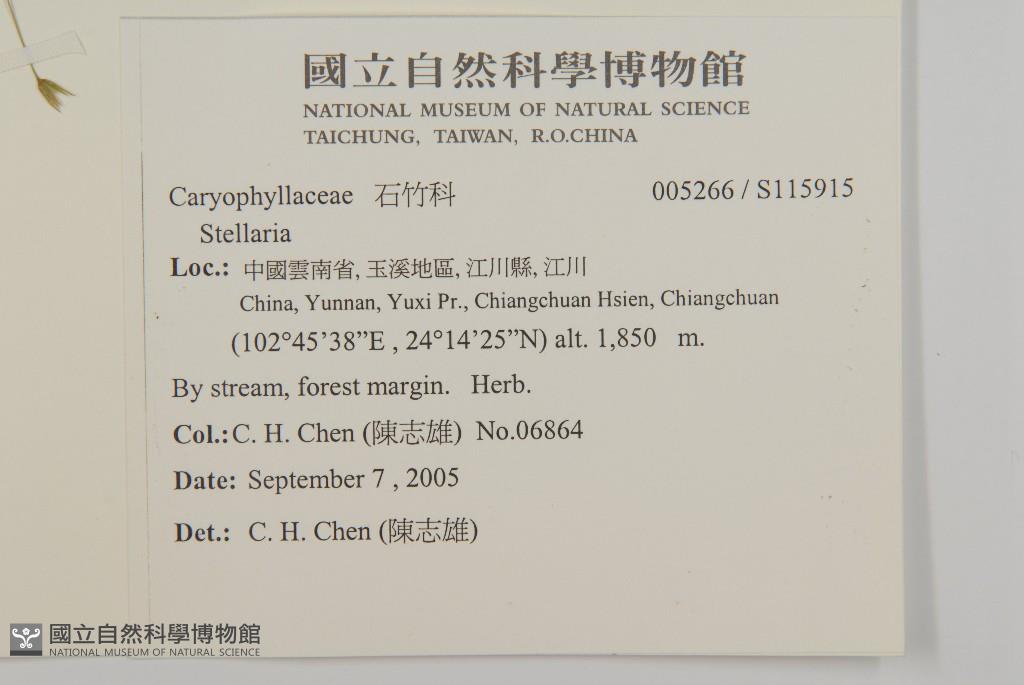 國立自然科學博物館
NATIONAL MUSEUM OF NATURAL SCIENCE
TAICHUNG, TAIWAN, R.O.CHINA
Caryophyllaceae 石竹科 005266 / S115915
Stellaria
Loc.: 中國雲南省, 玉溪地區, 江川縣, 江川
China, Yunnan, Yuxi Pr., Chiangchuan Hsien, Chiangchuan
(102°45’38”E , 24°14’25”N) alt. 1,850 m.
By stream, forest margin. Herb.
Col.: C. H. Chen (陳志雄) No.06864
Date: September 7 , 2005
Det.: C. H. Chen (陳志雄)
國立自然科學博物館
NATIONAL MUSEUM OF NATURAL SCIENCE